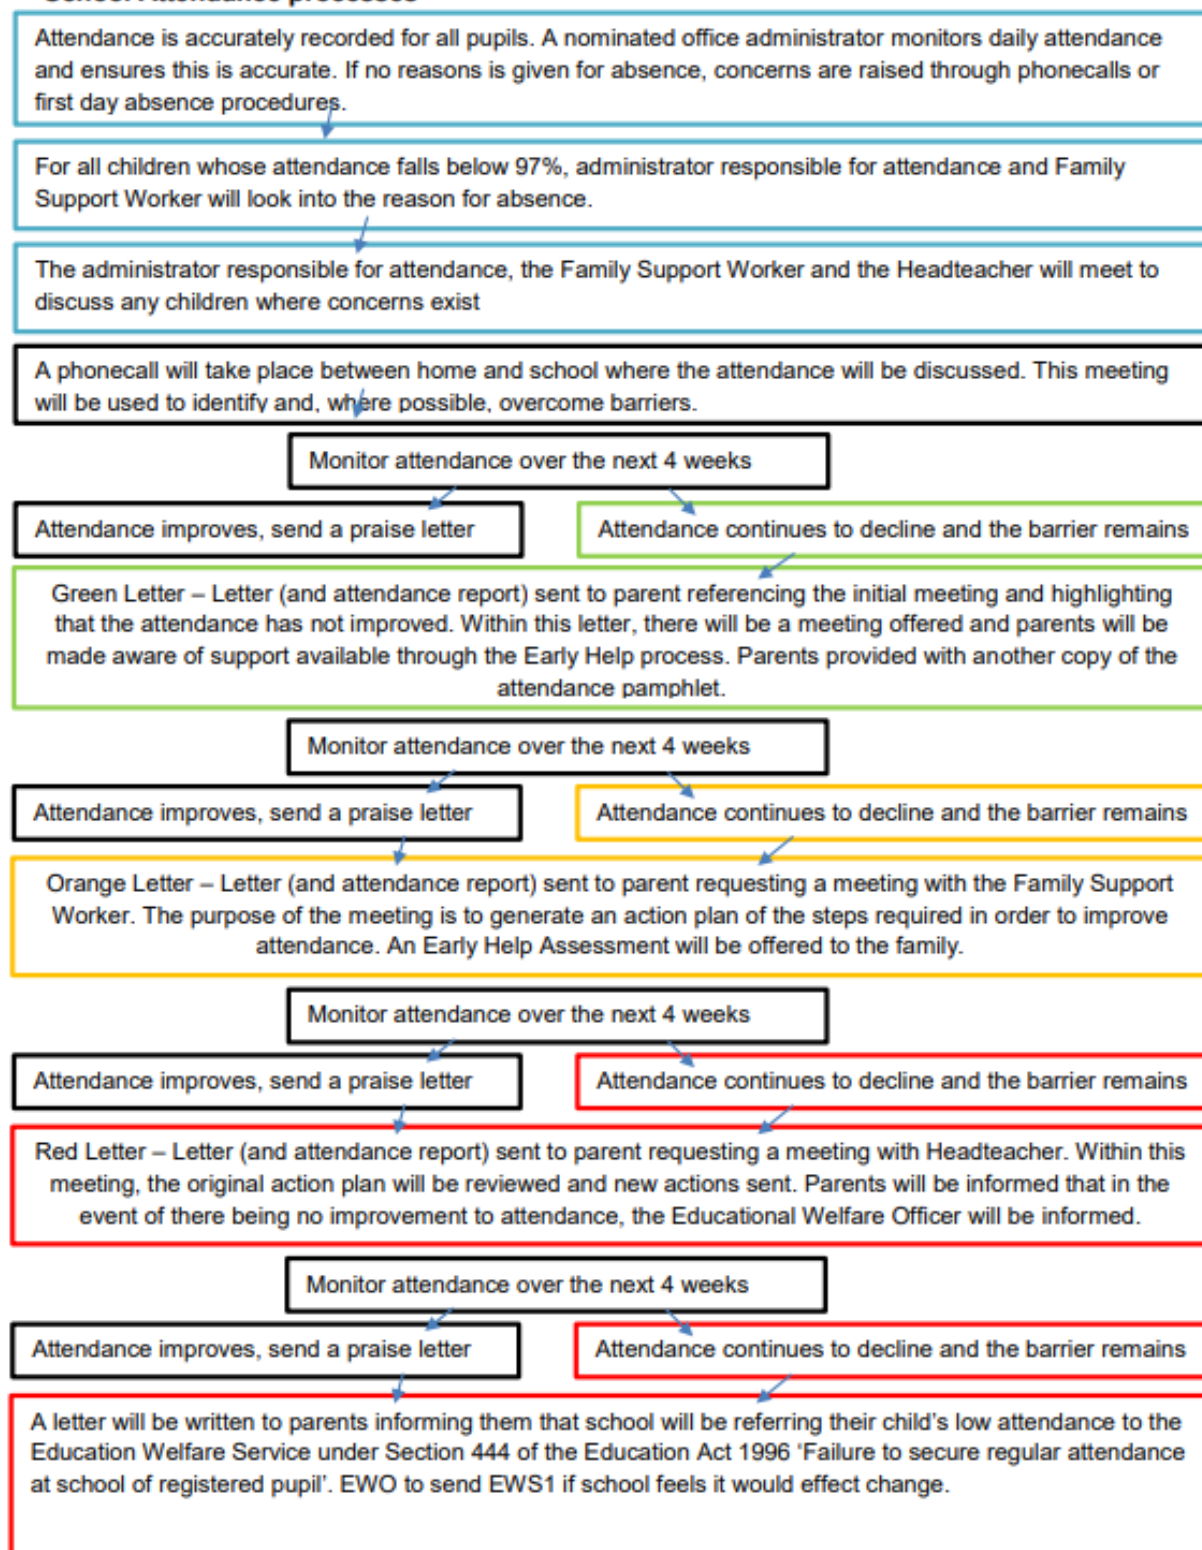 School Attendance processes
Attendance is accurately recorded for all pupils. A nominated office administrator monitors daily attendance
and ensures this is accurate. If no reasons is given for absence, concerns are raised through phonecalls or
first day absence procedures.
For all children whose attendance falls below 97%, administrator responsible for attendance and Family
Support Worker will look into the reason for absence.
The administrator responsible for attendance, the Family Support Worker and the Headteacher will meet to
discuss any children where concerns exist
A phonecall will take place between home and school where the attendance will be discussed. This meeting
will be used to identify and, where possible, overcome barriers.
Monitor attendance over the next 4 weeks
Attendance improves, send a praise letter
Attendance continues to decline and the barrier remains
Green Letter – Letter (and attendance report) sent to parent referencing the initial meeting and highlighting
that the attendance has not improved. Within this letter, there will be a meeting offered and parents will be
made aware of support available through the Early Help process. Parents provided with another copy of the
attendance pamphlet.
Monitor attendance over the next 4 weeks
Attendance improves, send a praise letter
Attendance continues to decline and the barrier remains
Orange Letter – Letter (and attendance report) sent to parent requesting a meeting with the Family Support
Worker. The purpose of the meeting is to generate an action plan of the steps required in order to improve
attendance. An Early Help Assessment will be offered to the family.
Monitor attendance over the next 4 weeks
Attendance improves, send a praise letter
Attendance continues to decline and the barrier remains
Red Letter – Letter (and attendance report) sent to parent requesting a meeting with Headteacher. Within this
meeting, the original action plan will be reviewed and new actions sent. Parents will be informed that in the
event of there being no improvement to attendance, the Educational Welfare Officer will be informed.
Monitor attendance over the next 4 weeks
Attendance improves, send a praise letter
Attendance continues to decline and the barrier remains
A letter will be written to parents informing them that school will be referring their child's low attendance to the
Education Welfare Service under Section 444 of the Education Act 1996 'Failure to secure regular attendance
at school of registered pupil'. EWO to send EWS1 if school feels it would effect change.